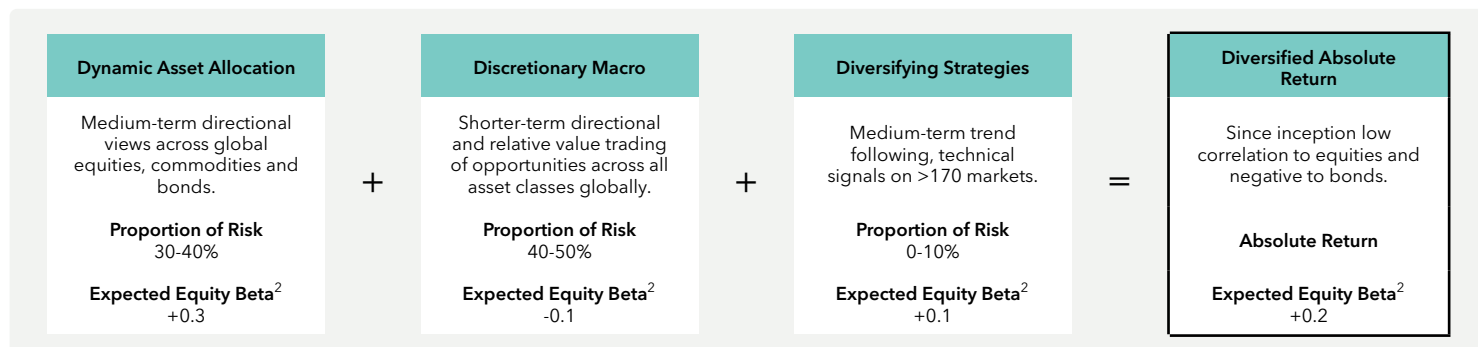 Dynamic Asset Allocation
Medium-term directional
views across global
equities, commodities and
bonds.
Proportion of Risk
30-40%
Expected Equity Beta2
+0.3
+
Discretionary Macro
Shorter-term directional
and relative value trading
of opportunities across all
asset classes globally.
Proportion of Risk
40-50%
Expected Equity Beta2
-0.1
+
Diversifying Strategies
Medium-term trend
following, technical
signals on >170 markets.
Proportion of Risk
0-10%
Expected Equity Beta2
+0.1
=
Diversified Absolute
Return
Since inception low
correlation to equities and
negative to bonds.
Absolute Return
Expected Equity Beta2
+0.2